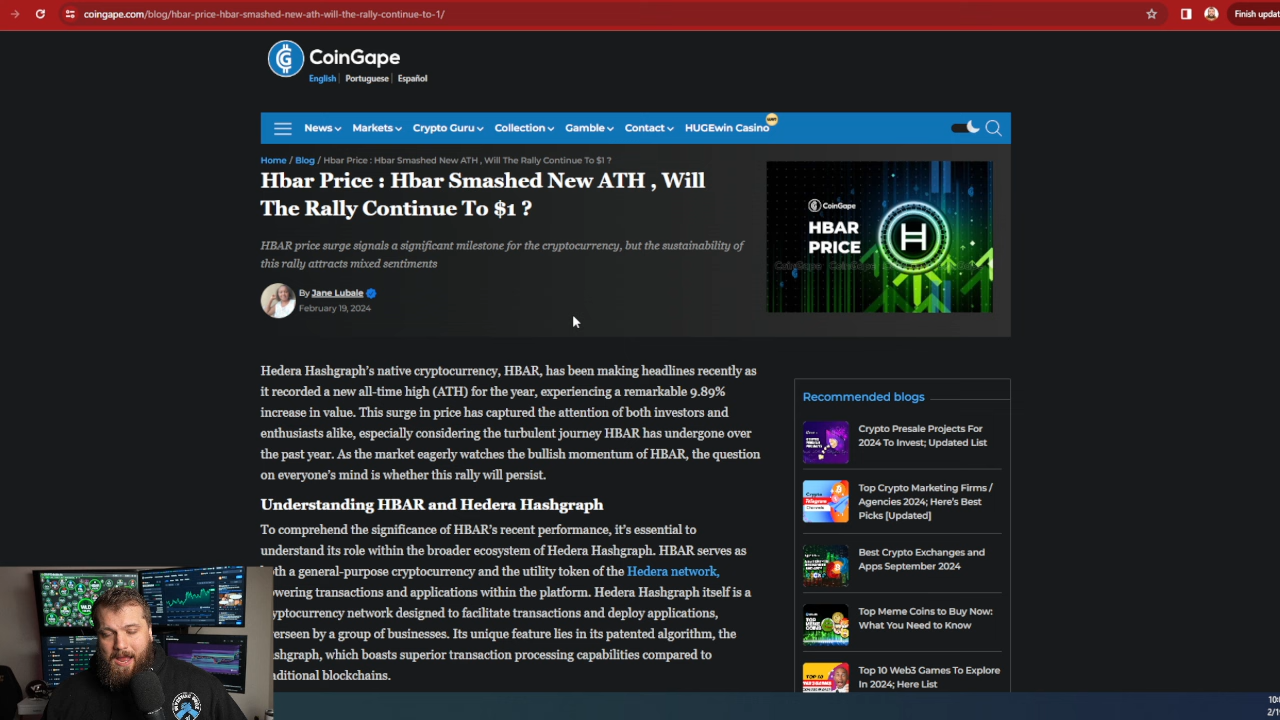 coingape.com/blog/hbar-price-hbar-smashed-new-ath-will-the-rally-continue-to-1/
Finish updat
CoinGape
English | Portuguese | Español
News Markets Crypto Guru Collection Gamble Contact HUGEwin Casino
Home / Blog / Hbar Price : Hbar Smashed New ATH , Will The Rally Continue To $1 ?
Hbar Price : Hbar Smashed New ATH , Will
The Rally Continue To $1 ?
HBAR price surge signals a significant milestone for the cryptocurrency, but the sustainability of
this rally attracts mixed sentiments
By Jane Lubale
February 19, 2024
CoinGape
HBAR
PRICE
Hedera Hashgraph's native cryptocurrency, HBAR, has been making headlines recently as
it recorded a new all-time high (ATH) for the year, experiencing a remarkable 9.89%
increase in value. This surge in price has captured the attention of both investors and
enthusiasts alike, especially considering the turbulent journey HBAR has undergone over
the past year. As the market eagerly watches the bullish momentum of HBAR, the question
on everyone's mind is whether this rally will persist.
Understanding HBAR and Hedera Hashgraph
To comprehend the significance of HBAR's recent performance, it's essential to
understand its role within the broader ecosystem of Hedera Hashgraph. HBAR serves as
oth a general-purpose cryptocurrency and the utility token of the Hedera network,
owering transactions and applications within the platform. Hedera Hashgraph itself is a
yptocurrency network designed to facilitate transactions and deploy applications,
verseen by a group of businesses. Its unique feature lies in its patented algorithm, the
ashgraph, which boasts superior transaction processing capabilities compared to
aditional blockchains.
Recommended blogs
Crypto Presale Projects For
2024 To Invest; Updated List
Top Crypto Marketing Firms /
Agencies 2024; Here's Best
Picks [Updated]
Best Crypto Exchanges and
Apps September 2024
Top Meme Coins to Buy Now:
What You Need to Know
Top 10 Web3 Games To Explore
In 2024; Here List